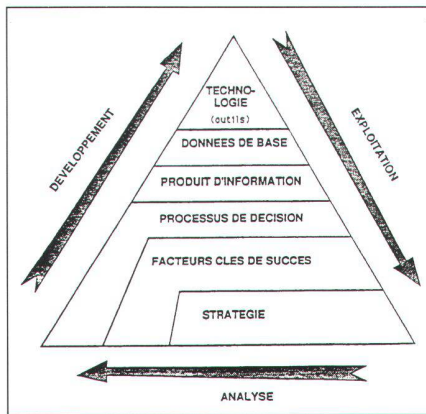 TECHNO-
LOGIE
(outils)
DONNEES DE BASE
PRODUIT D'INFORMATION
PROCESSUS DE DECISION
FACTEURS CLES DE SUCCES
STRATEGIE
DEVELOPPEMENT
EXPLOITATION
ANALYSE